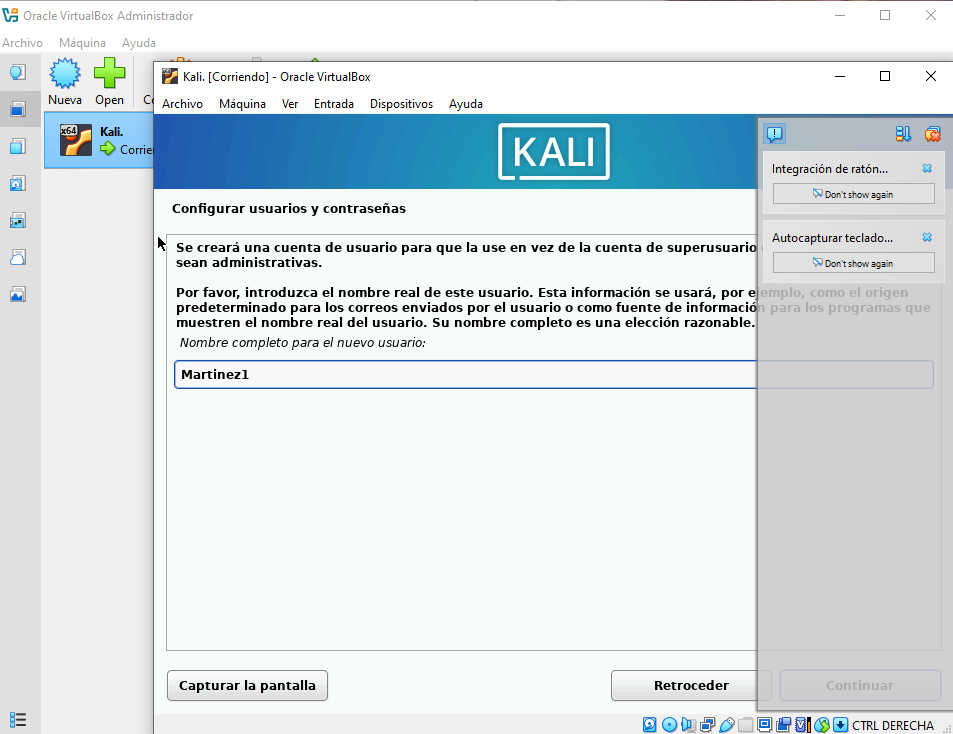 Oracle VirtualBox Administrador
Archivo Máquina Ayuda
Nueva Open
x64 Kali.
Corrie
Kali. [Corriendo] - Oracle VirtualBox
Archivo Máquina Ver Entrada Dispositivos Ayuda
KALI
Configurar usuarios y contraseñas
Se creará una cuenta de usuario para que la use en vez de la cuenta de superusuario
sean administrativas.
Por favor, introduzca el nombre real de este usuario. Esta información se usará, por ejemplo, como el origen
predeterminado para los correos enviados por el usuario o como fuente de información para los programas que
muestren el nombre real del usuario. Su nombre completo es una elección razonable.
Nombre completo para el nuevo usuario:
Martinez1
Integración de ratón...
Don't show again
Autocapturar teclado...
Don't show again
Capturar la pantalla Retroceder Continuar
CTRL DERECHA